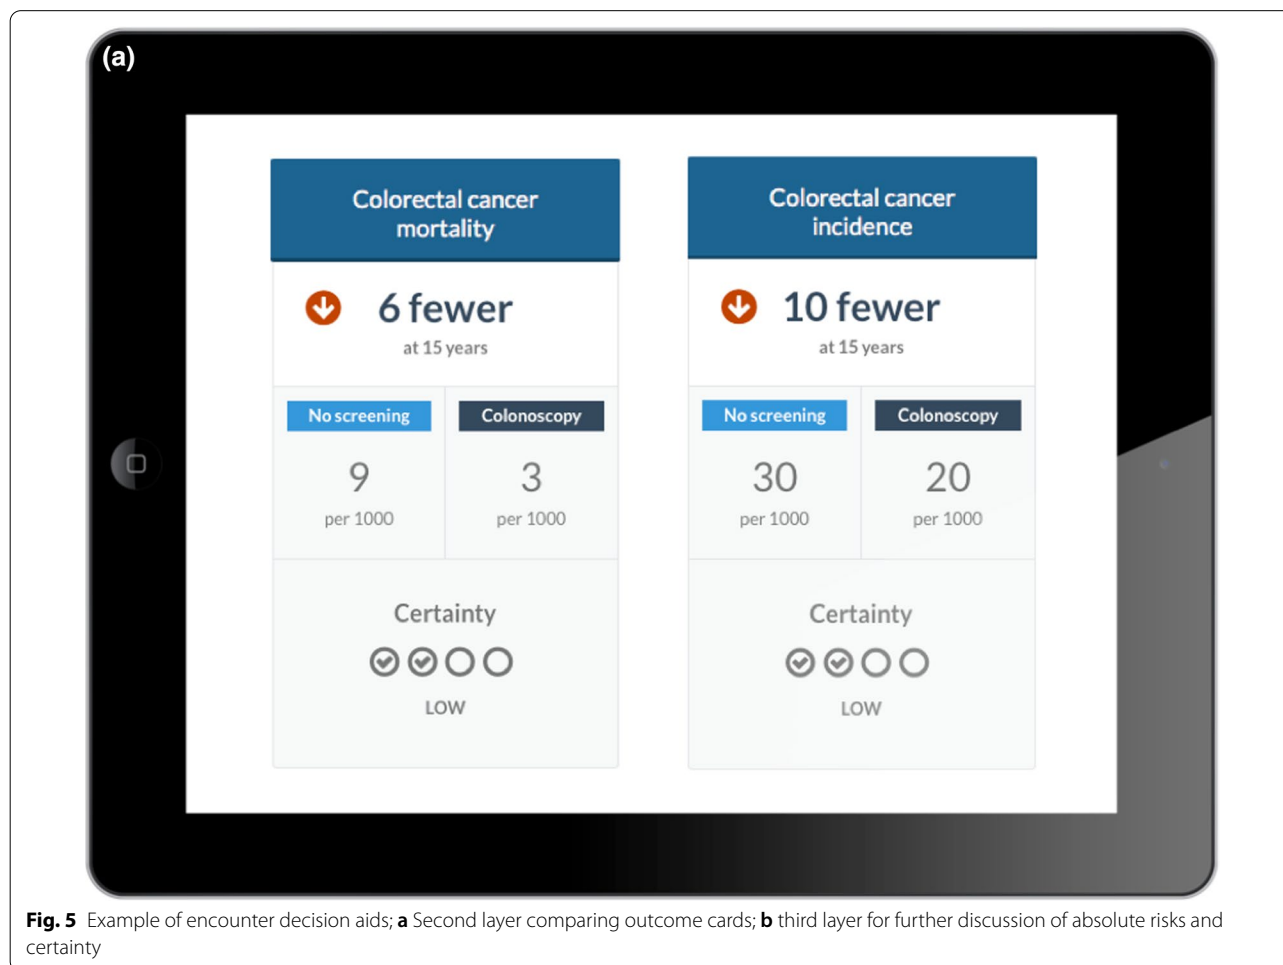 (a)
Colorectal cancer
mortality
6 fewer
at 15 years
No screening
Colonoscopy
9
3
per 1000
per 1000
Certainty
LOW
Colorectal cancer
incidence
10 fewer
at 15 years
No screening
Colonoscopy
30
20
per 1000
per 1000
Certainty
LOW
Fig. 5 Example of encounter decision aids; a Second layer comparing outcome cards; b third layer for further discussion of absolute risks and
certainty